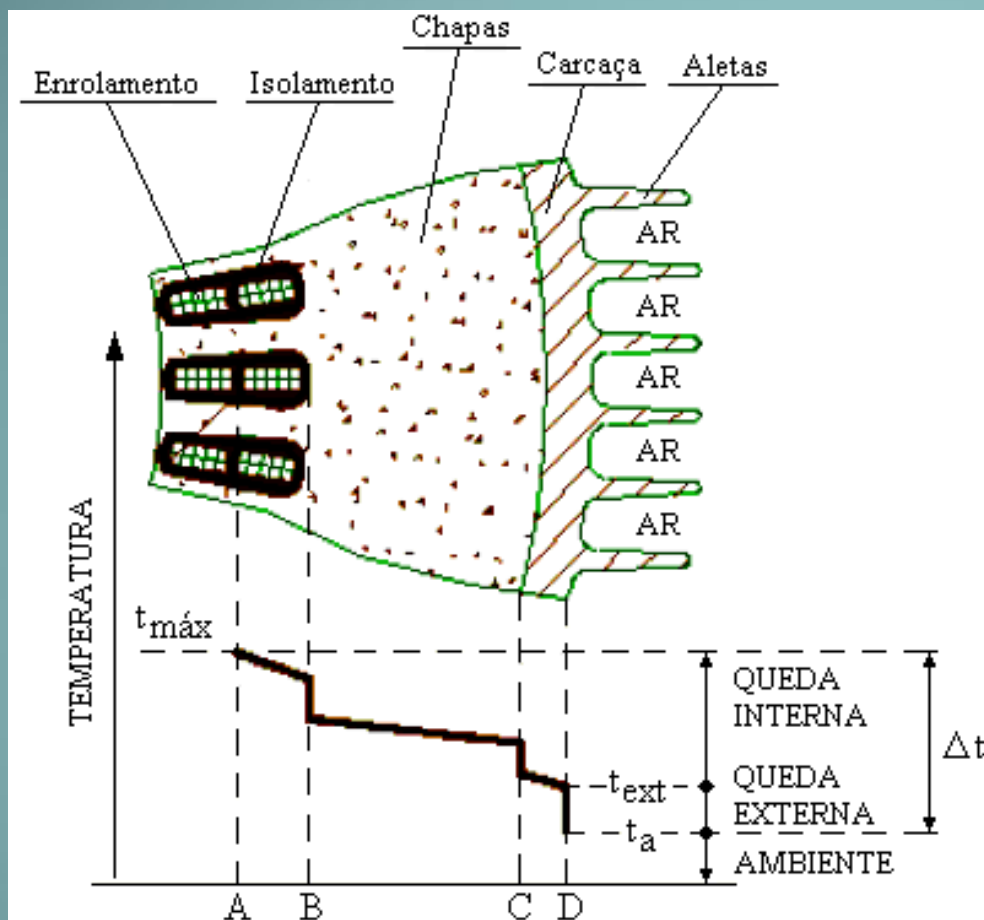 Chapas
Enrolamento
Isolamento
Carcaça
Aletas
AR
AR
AR
AR
AR
TEMPERATURA
tmáx
QUEDA
INTERNA
Δt
text
QUEDA
EXTERNA
ta
AMBIENTE
A B C D